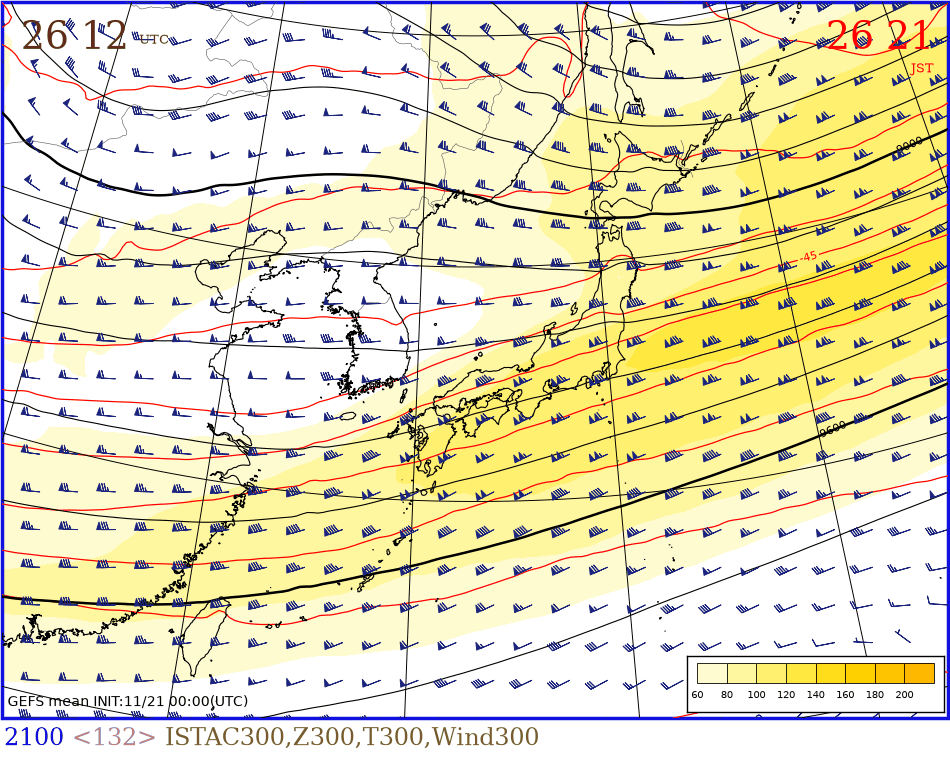 26 12 UTC
26 21
JST
9000
-45
9600
60 80 100 120 140 160 180 200
GEFS mean INIT:11/21 00:00(UTC)
2100 <132> ISTAC300,Z300,T300,Wind300